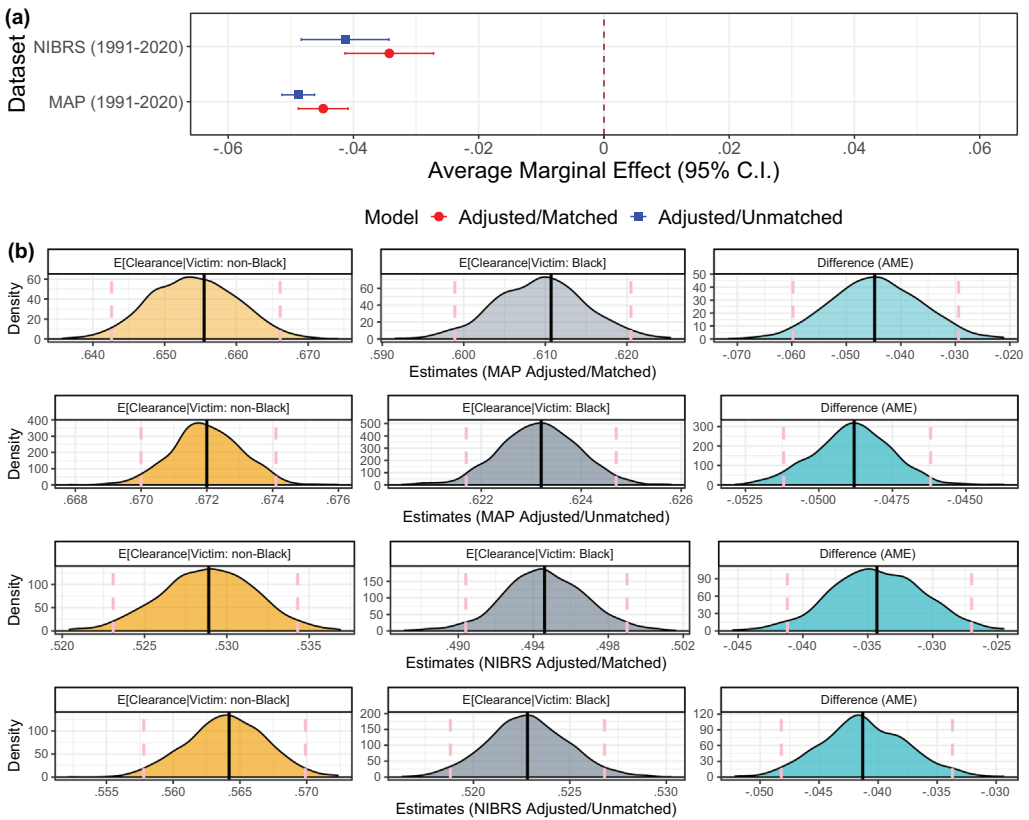 (a)
Dataset
NIBRS (1991-2020)
MAP (1991-2020)
-.06 -.04 -.02 0 .02 .04 .06
Average Marginal Effect (95% C.I.)
Model Adjusted/Matched Adjusted/Unmatched
(b)
E[Clearance|Victim: non-Black] E[Clearance|Victim: Black] Difference (AME)
Density
60 40 20 0
60 40 20 0
50 40 30 20 10 0
.640 .650 .660 .670
.590 .600 .610 .620
-.070 -.060 -.050 -.040 -.030 -.020
Estimates (MAP Adjusted/Matched)
E[Clearance|Victim: non-Black] E[Clearance|Victim: Black] Difference (AME)
Density
400 300 200 100 0
500 400 300 200 100 0
300 200 100 0
.668 .670 .672 .674 .676
.622 .624 .626
-.0525 -.0500 -.0475 -.0450
Estimates (MAP Adjusted/Unmatched)
E[Clearance|Victim: non-Black] E[Clearance|Victim: Black] Difference (AME)
Density
100 50 0
150 100 50 0
90 60 30 0
.520 .525 .530 .535
.490 .494 .498 .502
-.045 -.040 -.035 -.030 -.025
Estimates (NIBRS Adjusted/Matched)
E[Clearance|Victim: non-Black] E[Clearance|Victim: Black] Difference (AME)
Density
100 50 0
200 150 100 50 0
120 90 60 30 0
.555 .560 .565 .570
.520 .525 .530
-.050 -.045 -.040 -.035 -.030
Estimates (NIBRS Adjusted/Unmatched)